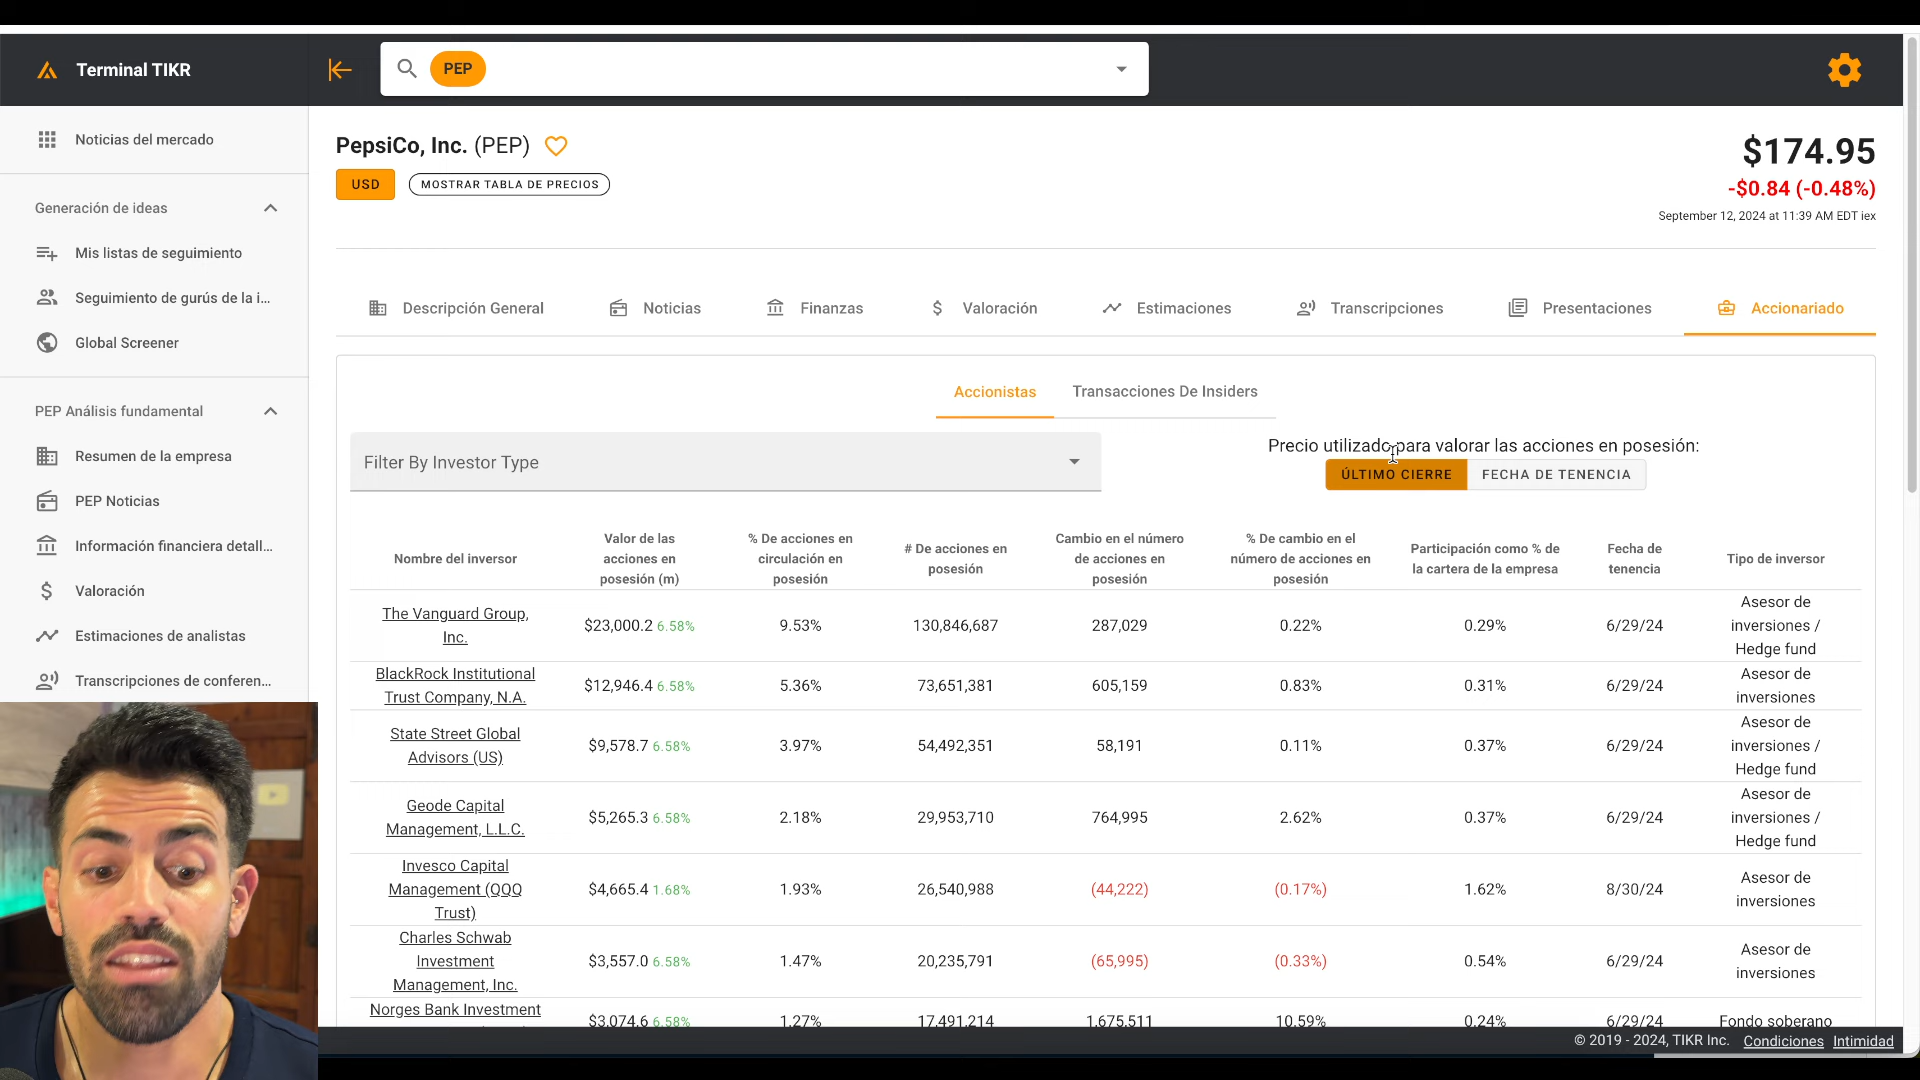 Terminal TIKR
PEP
Noticias del mercado
Generación de ideas
Mis listas de seguimiento
Seguimiento de gurús de la i...
Global Screener
PEP Análisis fundamental
Resumen de la empresa
PEP Noticias
Información financiera detall...
Valoración
Estimaciones de analistas
Transcripciones de conferen...
PepsiCo, Inc. (PEP)
USD
MOSTRAR TABLA DE PRECIOS
$174.95
-$0.84 (-0.48%)
September 12, 2024 at 11:39 AM EDT iex
Descripción General
Noticias
Finanzas
Valoración
Estimaciones
Transcripciones
Presentaciones
Accionariado
Accionistas
Transacciones De Insiders
Filter By Investor Type
Precio utilizado para valorar las acciones en posesión:
ÚLTIMO CIERRE
FECHA DE TENENCIA
Nombre del inversor
Valor de las
acciones en
posesión (m)
% De acciones en
circulación en
posesión
# De acciones en
posesión
Cambio en el número
de acciones en
posesión
% De cambio en el
número de acciones en
posesión
Participación como % de
la cartera de la empresa
Fecha de
tenencia
Tipo de inversor
The Vanguard Group,
Inc.
$23,000.2 6.58%
9.53%
130,846,687
287,029
0.22%
0.29%
6/29/24
Asesor de
inversiones /
Hedge fund
BlackRock Institutional
Trust Company, N.A.
$12,946.4 6.58%
5.36%
73,651,381
605,159
0.83%
0.31%
6/29/24
Asesor de
inversiones
State Street Global
Advisors (US)
$9,578.7 6.58%
3.97%
54,492,351
58,191
0.11%
0.37%
6/29/24
Asesor de
inversiones /
Hedge fund
Geode Capital
Management, L.L.C.
$5,265.3 6.58%
2.18%
29,953,710
764,995
2.62%
0.37%
6/29/24
Asesor de
inversiones /
Hedge fund
Invesco Capital
Management (QQQ
Trust)
$4,665.4 1.68%
1.93%
26,540,988
(44,222)
(0.17%)
1.62%
8/30/24
Asesor de
inversiones
Charles Schwab
Investment
Management, Inc.
$3,557.0 6.58%
1.47%
20,235,791
(65,995)
(0.33%)
0.54%
6/29/24
Asesor de
inversiones
Norges Bank Investment
$3,074.6 6.58%
1.27%
17,491,214
1,675,511
10.59%
0.24%
6/29/24
Fondo soberano
© 2019 - 2024, TIKR Inc. Condiciones Intimidad